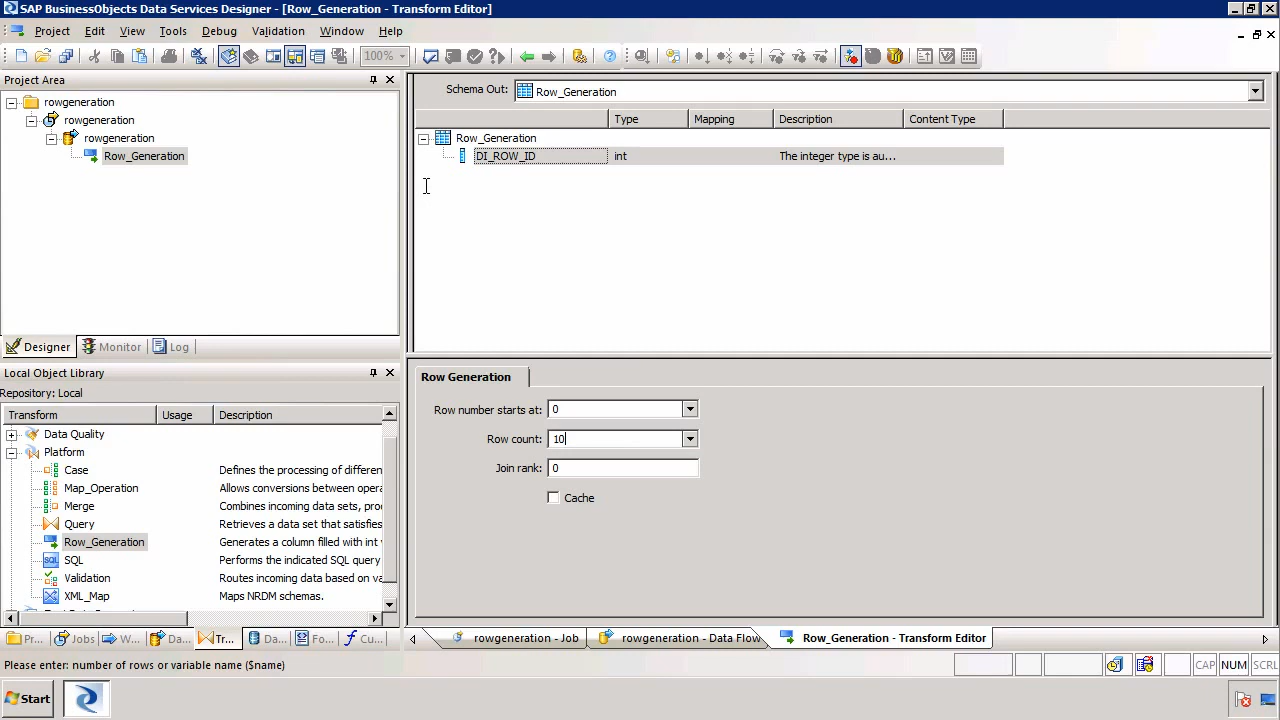 SAP BusinessObjects Data Services Designer - [Row_Generation - Transform Editor]
Project Edit View Tools Debug Validation Window Help
100%
Project Area
rowgeneration
rowgeneration
rowgeneration
Row_Generation
Designer Monitor Log
Local Object Library
Repository: Local
Transform Usage Description
Data Quality
Platform
Case Defines the processing of differen
Map_Operation Allows conversions between opera
Merge Combines incoming data sets, pro
Query Retrieves a data set that satisfies
Row_Generation Generates a column filled with int v
SQL Performs the indicated SQL query
Validation Routes incoming data based on va
XML_Map Maps NRDM schemas.
Pr... Jobs W... Da... Tr... Da... Fo... Cu...
Schema Out: Row_Generation
Type Mapping Description Content Type
Row_Generation
DI_ROW_ID int The integer type is au...
Row Generation
Row number starts at: 0
Row count: 10
Join rank: 0
Cache
rowgeneration - Job rowgeneration - Data Flow Row_Generation - Transform Editor
Please enter: number of rows or variable name ($name)
CAP NUM SCRL
Start